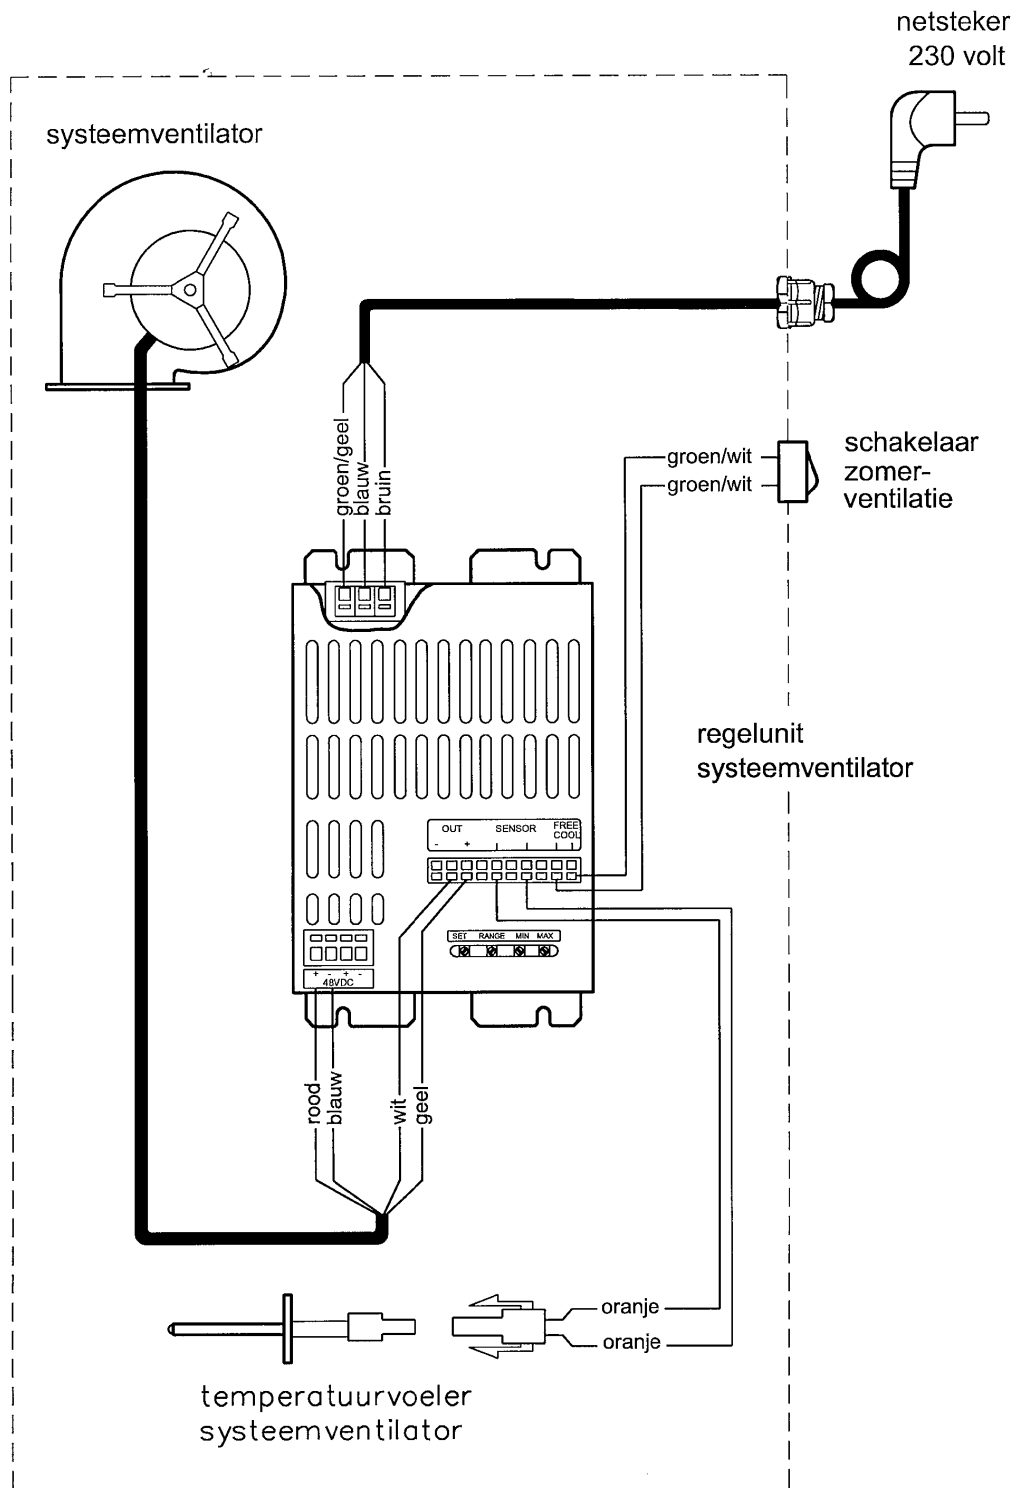 netsteker
230 volt
systeemventilator
groen/geel
blauw
bruin
groen/wit
groen/wit
schakelaar
zomer-
ventilatie
regelunit
systeemventilator
OUT SENSOR FREE
COOL
- +
SET RANGE MIN MAX
+ - + -
48VDC
rood
blauw
wit
geel
oranje
oranje
temperatuurvoeler
systeemventilator